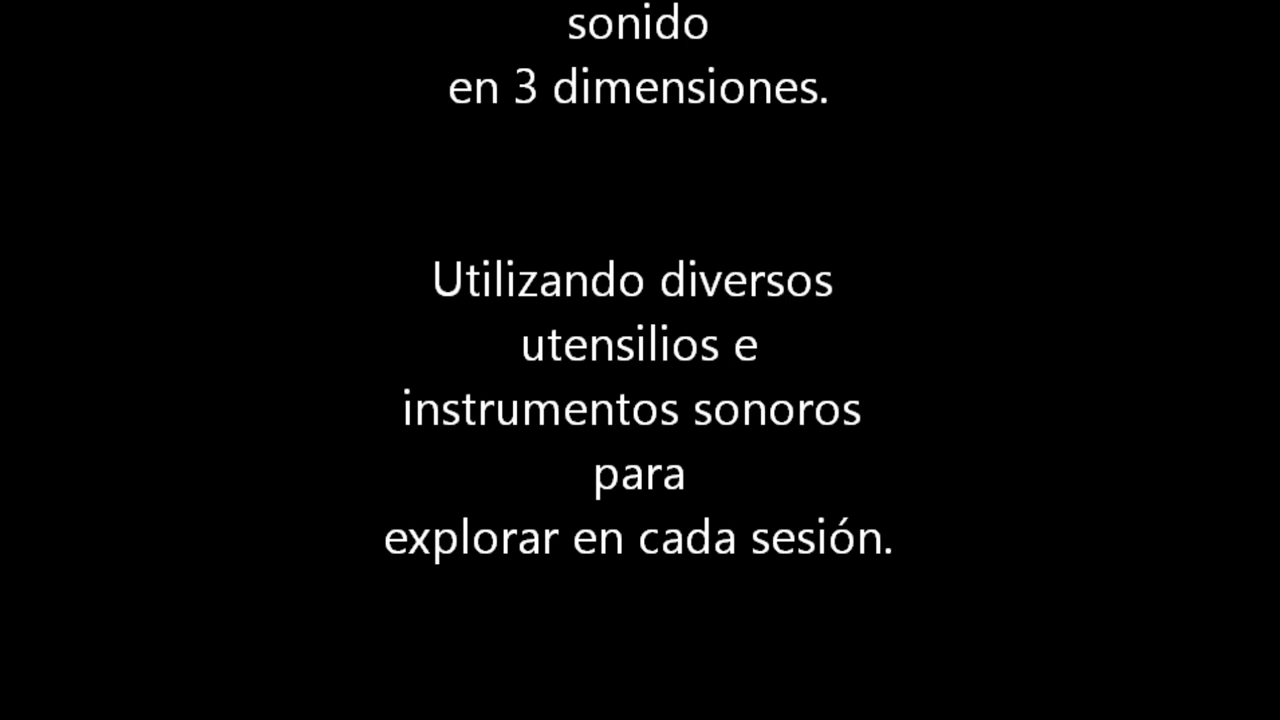 sonido
en 3 dimensiones.
Utilizando diversos
utensilios e
instrumentos sonoros
para
explorar en cada sesión.